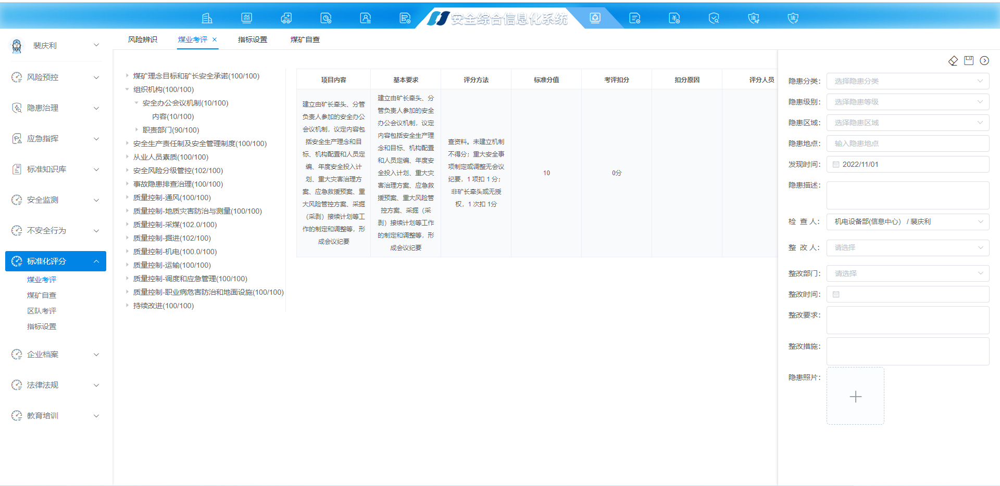 安全综合信息化系统
裴庆利
风险预控
隐患治理
应急指挥
标准知识库
安全监测
不安全行为
标准化评分
煤业考评
煤矿自查
区队考评
指标设置
企业档案
法律法规
教育培训
风险辨识
煤业考评
指标设置
煤矿自查
煤矿理念目标和矿长安全承诺(100/100)
组织机构(100/100)
安全办公会议机制(10/100)
内容(10/100)
职责部门(90/100)
安全生产责任制及安全管理制度(100/100)
从业人员素质(100/100)
安全风险分级管控(102/100)
事故隐患排查治理(100/100)
质量控制-通风(100/100)
质量控制-地质灾害防治与测量(100/100)
质量控制-采煤(102.0/100)
质量控制-掘进(102/100)
质量控制-机电(100.0/100)
质量控制-运输(100/100)
质量控制-调度和应急管理(100/100)
质量控制-职业病危害防治和地面设施(100/100)
持续改进(100/100)
项目内容
基本要求
评分方法
标准分值
考评扣分
扣分原因
评分人员
建立由矿长牵头、分管
负责人参加的安全办公
会议机制，议定内容包
括安全生产理念和目
标、机构配置和人员定
编、年度安全投入计
划、重大灾害治理方
案、应急救援预案、重
大风险管控方案、采掘
（采剥）接续计划等工
作的制定和调整等，形
成会议纪要
建立由矿长牵头、分
管负责人参加的安全
办公会议机制，议定
内容包括安全生产理
念和目标、机构配置
和人员定编、年度安
全投入计划、重大灾
害治理方案、应急救
援预案、重大风险管
控方案、采掘（采
剥）接续计划等工作
的制定和调整等，形
成会议纪要
查资料。未建立机制
不得分；重大安全事
项制定或调整无会议
纪要，1 项扣 1 分；
非矿长牵头或无授
权，1 次扣 1分
10
0分
隐患分类：
选择隐患分类
隐患级别：
选择隐患等级
隐患区域：
选择隐患区域
隐患地点：
输入隐患地点
发现时间：
2022/11/01
隐患描述：
检 查 人：
机电设备部(信息中心) / 裴庆利
整 改 人：
请选择
整改部门：
请选择
整改时间：
整改要求：
整改措施：
隐患照片：